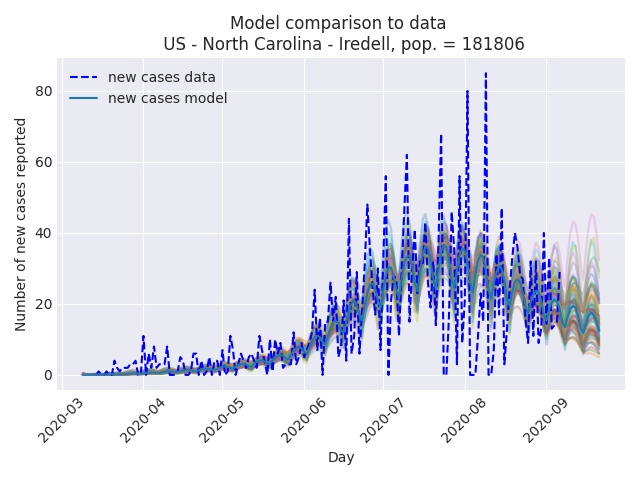 Model comparison to data
US - North Carolina - Iredell, pop. = 181806
new cases data
new cases model
Number of new cases reported
80
60
40
20
0
2020-03
2020-04
2020-05
2020-06
2020-07
2020-08
2020-09
Day